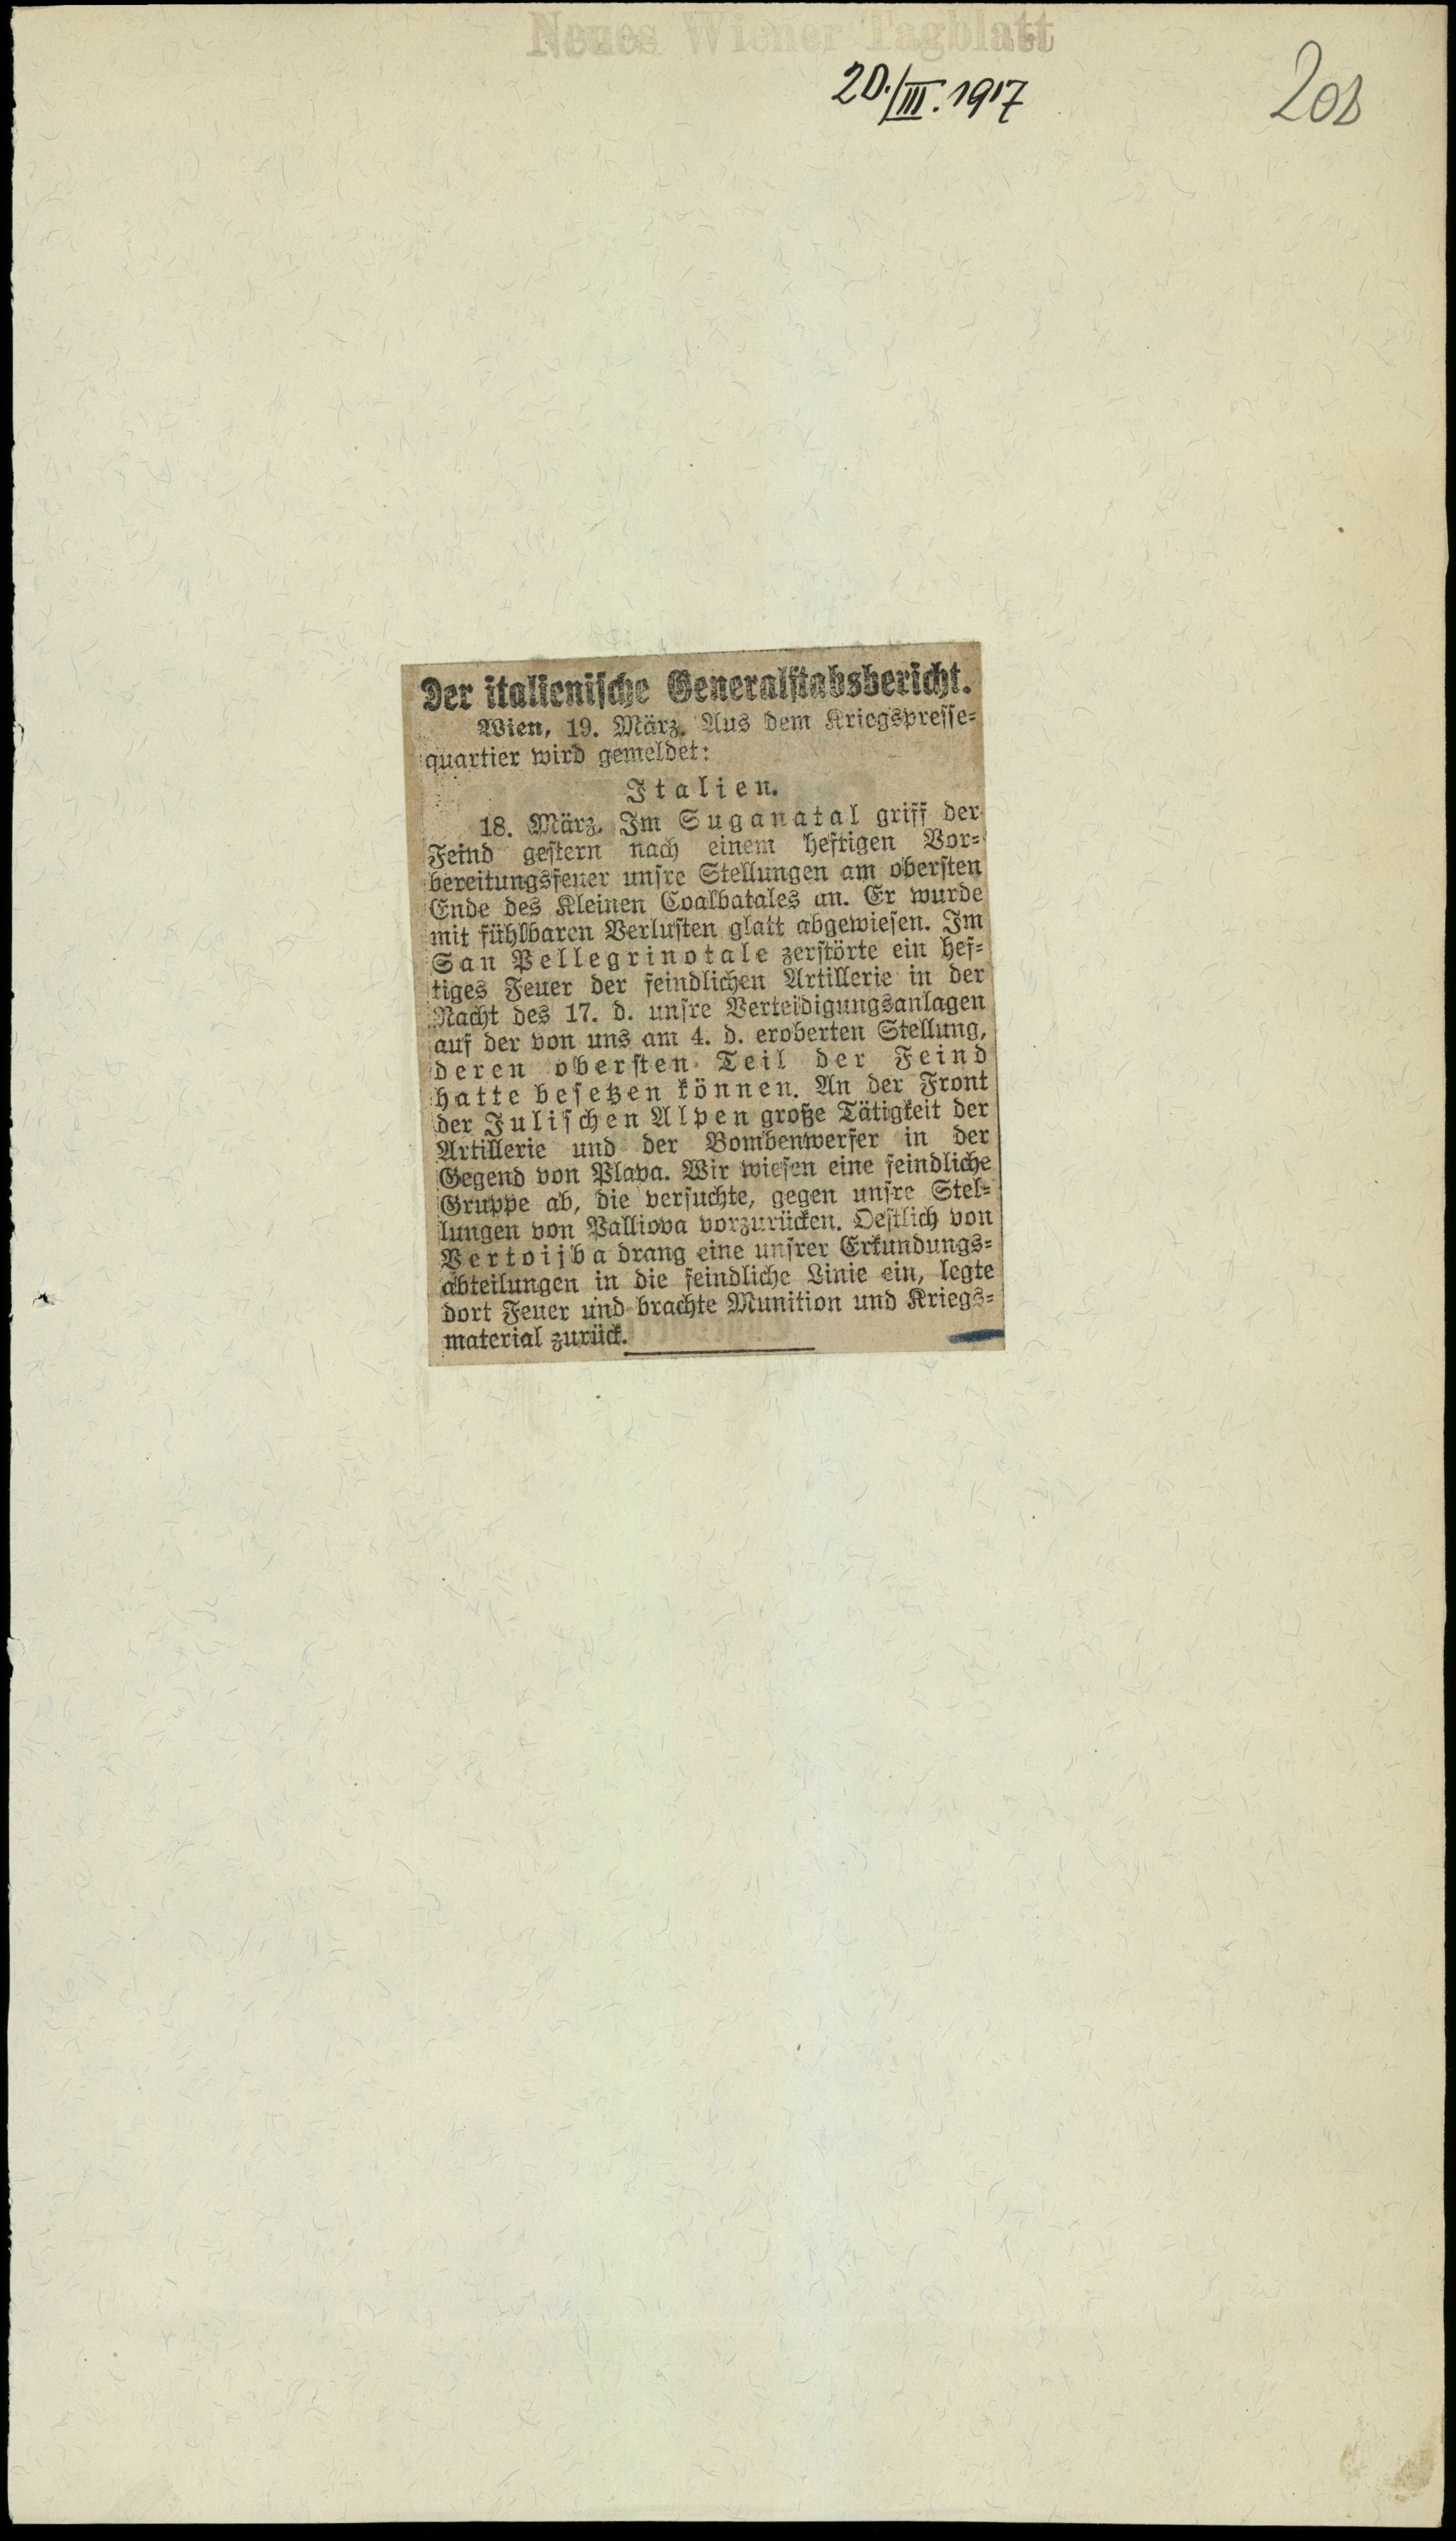 Neues Wiener Tagblatt
20./III. 1917
Der italienische Generalstabsbericht.
Wien, 19. März. Aus dem Kriegspresse-
quartier wird gemeldet:
Italien.
18. März. Im Suganatal griff der
Feind gestern nach einem heftigen Vor-
bereitungsfeuer unsre Stellungen am obersten
Ende des Kleinen Coalbatales an. Er wurde
mit fühlbaren Verlusten glatt abgewiesen. Im
San Pellegrinotale zerstörte ein hef-
tiges Feuer der feindlichen Artillerie in der
Nacht des 17. d. unsre Verteidigungsanlagen
auf der von uns am 4. d. eroberten Stellung,
deren obersten Teil der Feind
hatte besetzen können. An der Front
der Julischen Alpen große Tätigkeit der
Artillerie und der Bombenwerfer in der
Gegend von Plava. Wir wiesen eine feindliche
Gruppe ab, die versuchte, gegen unsre Stel-
lungen von Palliova vorzurücken. Oestlich von
Vertoijba drang eine unsrer Erkundungs-
abteilungen in die feindliche Linie ein, legte
dort Feuer und brachte Munition und Kriegs-
material zurück.